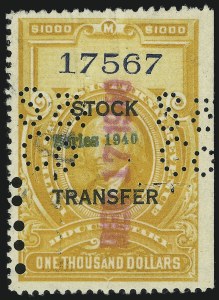 $1000 M $1000
17567
STOCK
Series 1940
TRANSFER
ONE THOUSAND DOLLARS